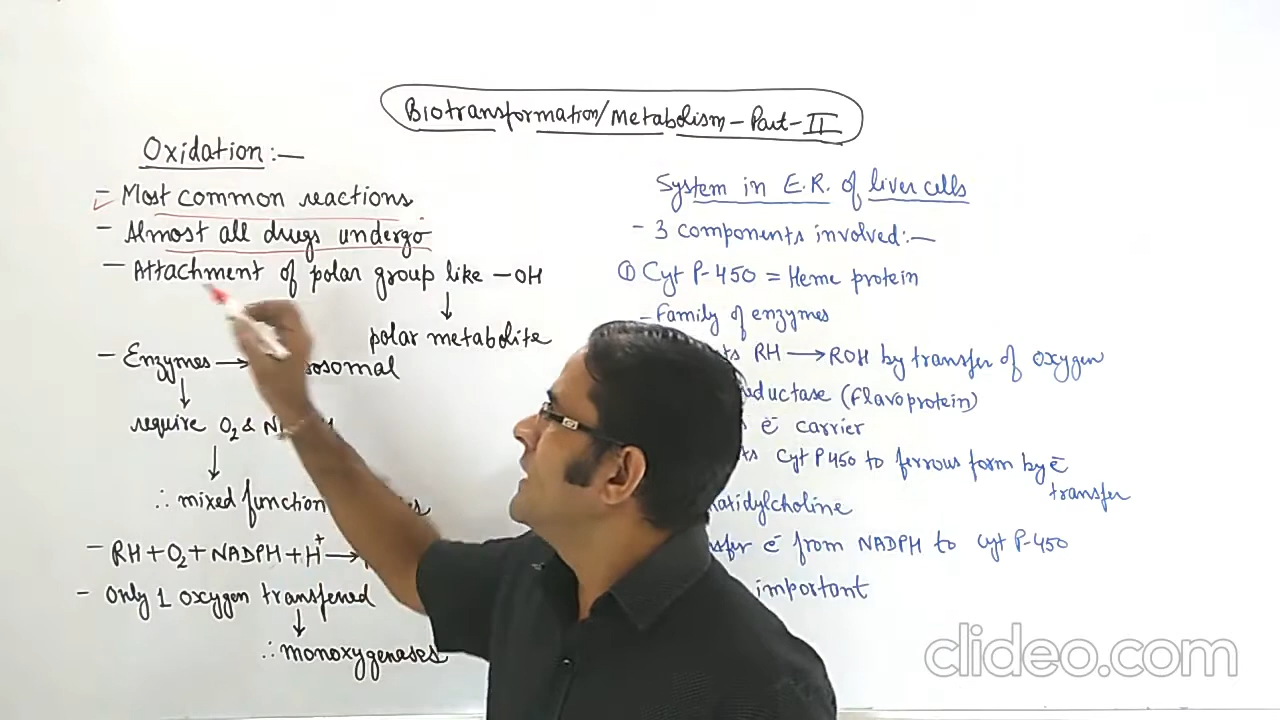 Biotransformation/Metabolism – Part - II
Oxidation:—
– Most common reactions
– Almost all drugs undergo
– Attachment of polar group like –OH
↓
polar metabolite
– Enzymes →
↓
require O2 &
↓
∴ mixed function
– RH + O2 + NADPH + H+ →
– Only 1 oxygen transferred
↓
∴ monoxygenases
System in E.R. of liver cells
– 3 components involved:—
① Cyt P-450 = Heme protein
– Family of enzymes
RH → ROH by transfer of oxygen
(Flavoprotein)
e- carrier
Cyt P450 to ferrous form by e-
transfer
e- from NADPH to Cyt P-450
important
clideo.com